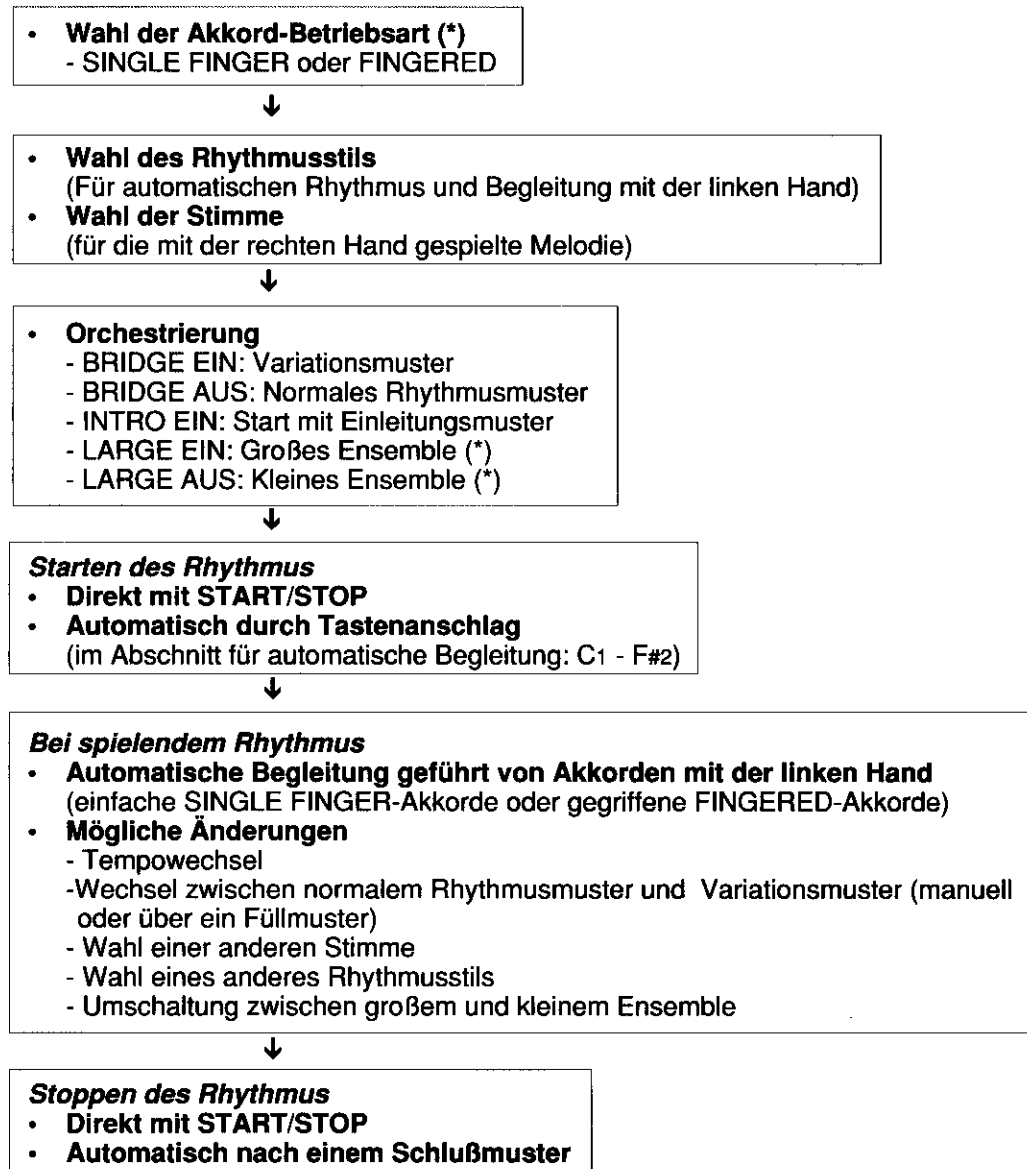 • Wahl der Akkord-Betriebsart (*)
- SINGLE FINGER oder FINGERED
↓
• Wahl des Rhythmusstils
(Für automatischen Rhythmus und Begleitung mit der linken Hand)
• Wahl der Stimme
(für die mit der rechten Hand gespielte Melodie)
↓
• Orchestrierung
- BRIDGE EIN: Variationsmuster
- BRIDGE AUS: Normales Rhythmusmuster
- INTRO EIN: Start mit Einleitungsmuster
- LARGE EIN: Großes Ensemble (*)
- LARGE AUS: Kleines Ensemble (*)
↓
Starten des Rhythmus
• Direkt mit START/STOP
• Automatisch durch Tastenanschlag
(im Abschnitt für automatische Begleitung: C1 - F#2)
↓
Bei spielendem Rhythmus
• Automatische Begleitung geführt von Akkorden mit der linken Hand
(einfache SINGLE FINGER-Akkorde oder gegriffene FINGERED-Akkorde)
• Mögliche Änderungen
- Tempowechsel
-Wechsel zwischen normalem Rhythmusmuster und Variationsmuster (manuell
oder über ein Füllmuster)
- Wahl einer anderen Stimme
- Wahl eines anderes Rhythmusstils
- Umschaltung zwischen großem und kleinem Ensemble
↓
Stoppen des Rhythmus
• Direkt mit START/STOP
• Automatisch nach einem Schlußmuster